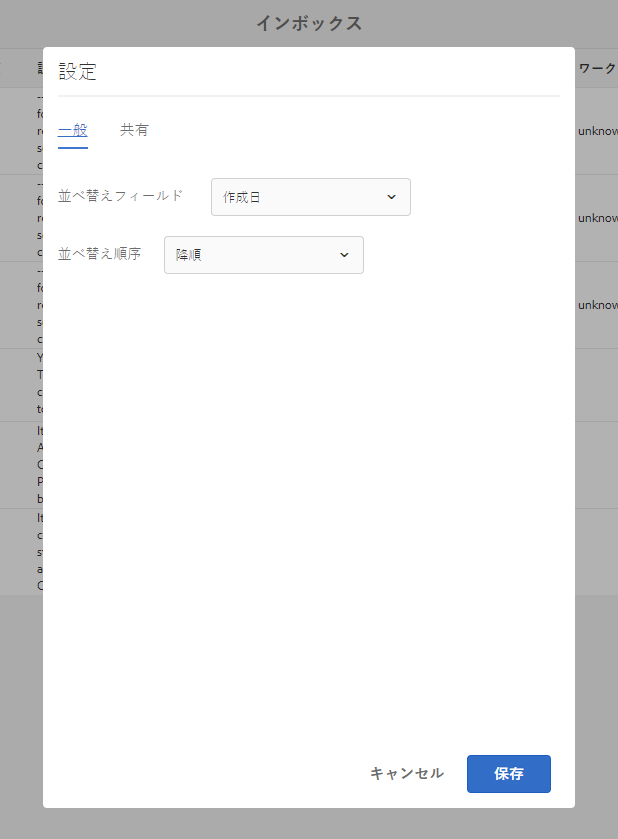 インボックス
設定
ワーク
一般 共有
unknow
並べ替えフィールド 作成日
unknow
並べ替え順序 降順
unknow
キャンセル 保存